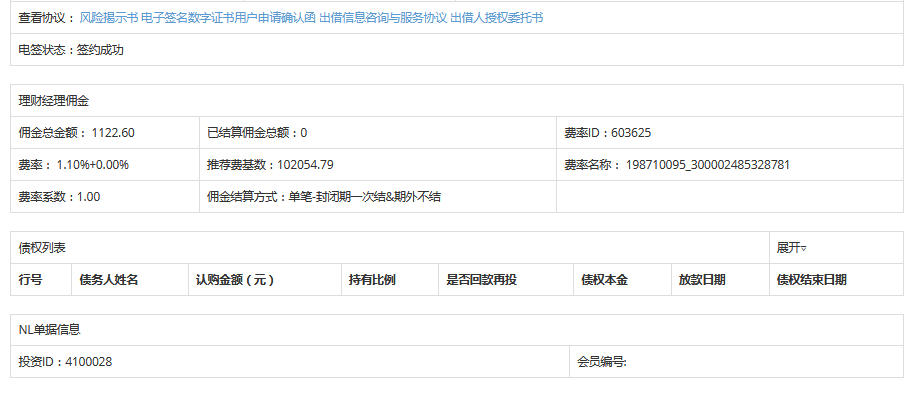 查看协议： 风险揭示书 电子签名数字证书用户申请确认函 出借信息咨询与服务协议 出借人授权委托书
电签状态：签约成功
理财经理佣金
佣金总金额： 1122.60 已结算佣金总额：0 费率ID：603625
费率： 1.10%+0.00% 推荐费基数：102054.79 费率名称： 198710095_300002485328781
费率系数：1.00 佣金结算方式：单笔-封闭期一次结&期外不结
债权列表 展开▿
行号 债务人姓名 认购金额（元） 持有比例 是否回款再投 债权本金 放款日期 债权结束日期
NL单据信息
投资ID：4100028 会员编号: